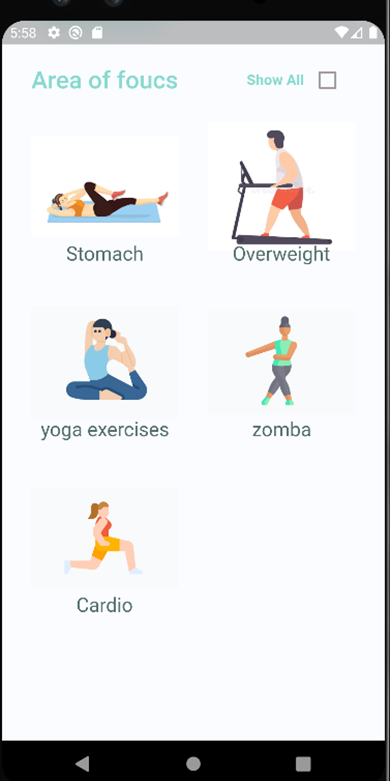 5:58
Area of foucs
Show All
Stomach
Overweight
yoga exercises
zomba
Cardio